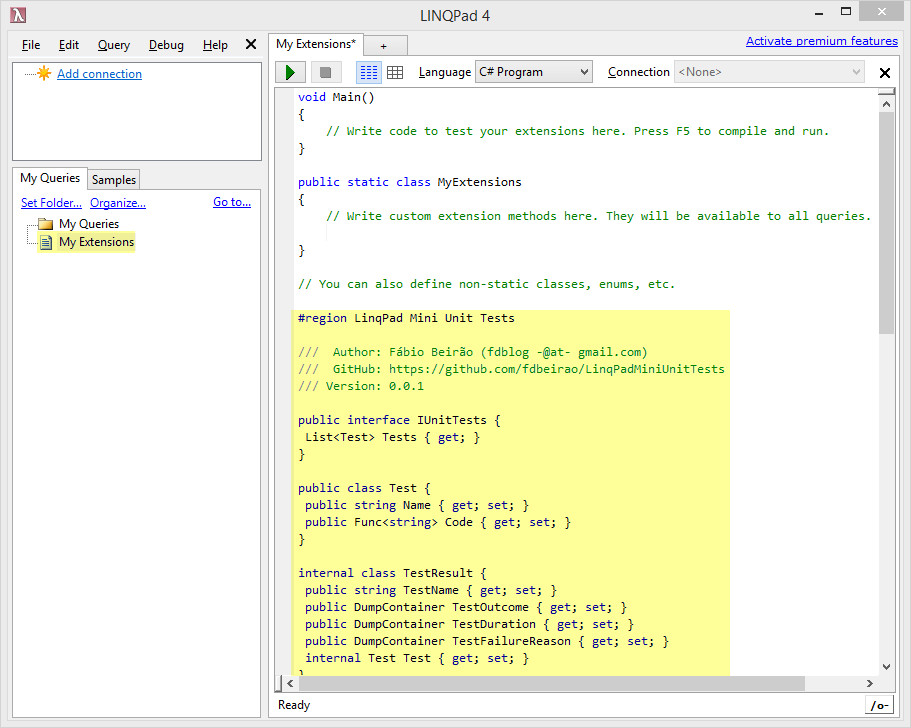 LINQPad 4
File Edit Query Debug Help
My Extensions* +
Activate premium features
Add connection
Language C# Program Connection <None>
My Queries Samples
Set Folder... Organize... Go to...
My Queries
My Extensions
void Main()
{
// Write code to test your extensions here. Press F5 to compile and run.
}
public static class MyExtensions
{
// Write custom extension methods here. They will be available to all queries.
}
// You can also define non-static classes, enums, etc.
#region LinqPad Mini Unit Tests
///  Author: Fábio Beirão (fdblog -@at- gmail.com)
///  GitHub: https://github.com/fdbeirao/LinqPadMiniUnitTests
/// Version: 0.0.1
public interface IUnitTests {
List<Test> Tests { get; }
}
public class Test {
public string Name { get; set; }
public Func<string> Code { get; set; }
}
internal class TestResult {
public string TestName { get; set; }
public DumpContainer TestOutcome { get; set; }
public DumpContainer TestDuration { get; set; }
public DumpContainer TestFailureReason { get; set; }
internal Test Test { get; set; }
}
Ready
/o-